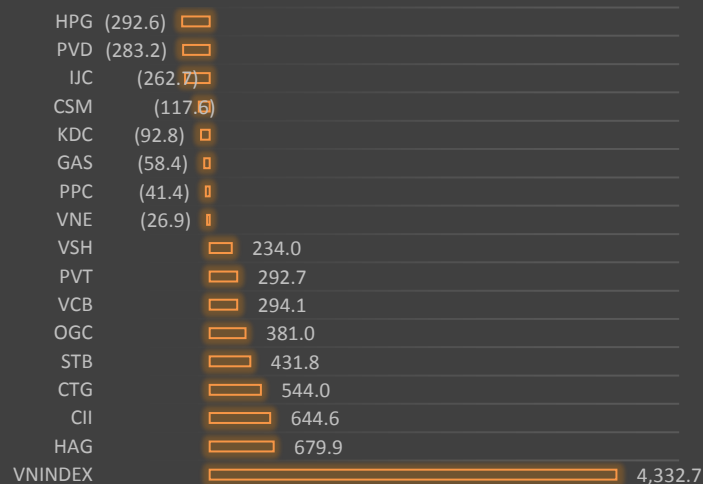 HPG (292.6)
PVD (283.2)
IJC (262.7)
CSM (117.6)
KDC (92.8)
GAS (58.4)
PPC (41.4)
VNE (26.9)
VSH 234.0
PVT 292.7
VCB 294.1
OGC 381.0
STB 431.8
CTG 544.0
CII 644.6
HAG 679.9
VNINDEX 4,332.7